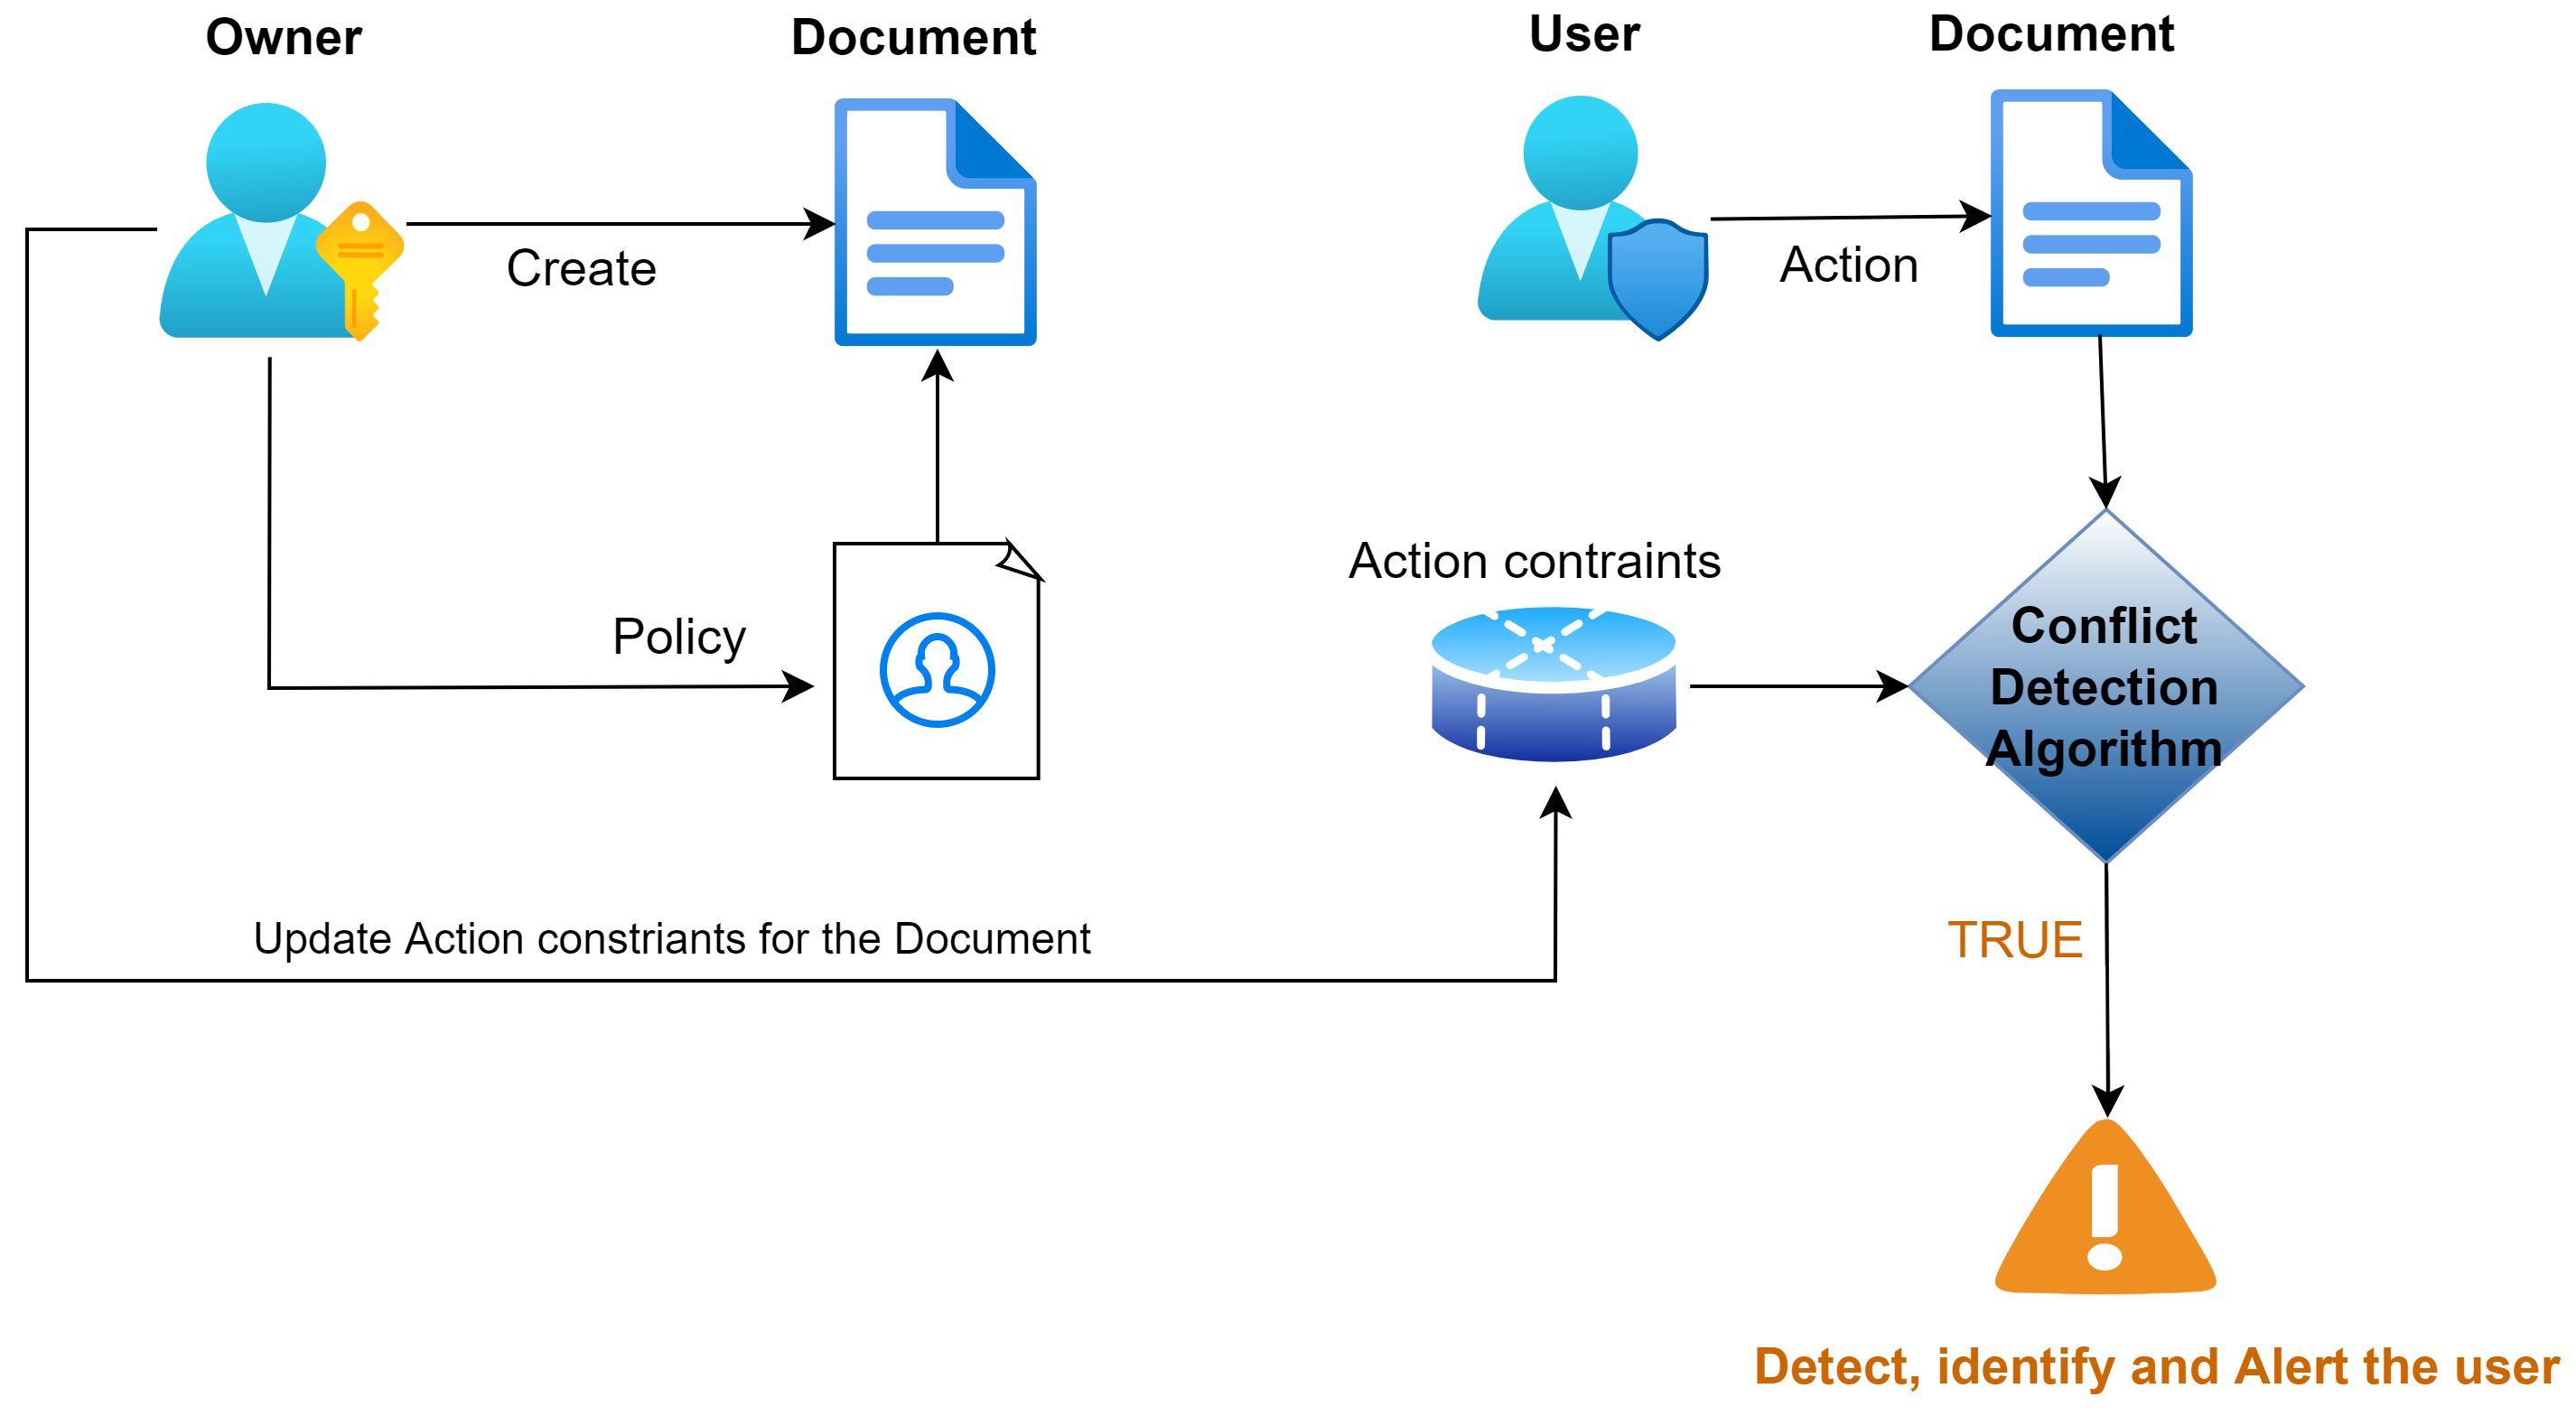 Owner
Document
User
Document
Create
Action
Policy
Action contraints
Conflict
Detection
Algorithm
Update Action constriants for the Document
TRUE
Detect, identify and Alert the user